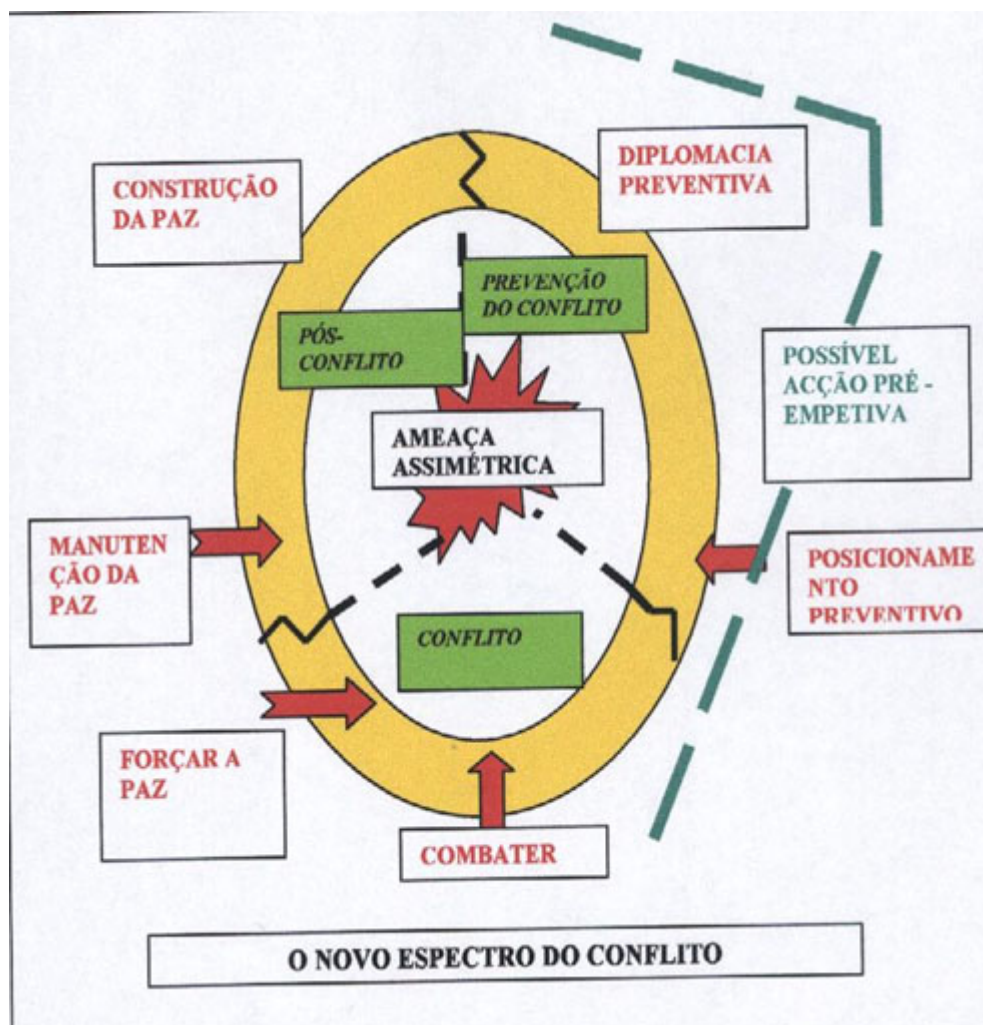 CONSTRUÇÃO
DA PAZ
DIPLOMACIA
PREVENTIVA
PREVENÇÃO
DO CONFLITO
PÓS-
CONFLITO
POSSÍVEL
ACÇÃO PRÉ -
EMPETIVA
AMEAÇA
ASSIMÉTRICA
MANUTEN
ÇÃO DA
PAZ
POSICIONAME
NTO
PREVENTIVO
CONFLITO
FORÇAR A
PAZ
COMBATER
O NOVO ESPECTRO DO CONFLITO